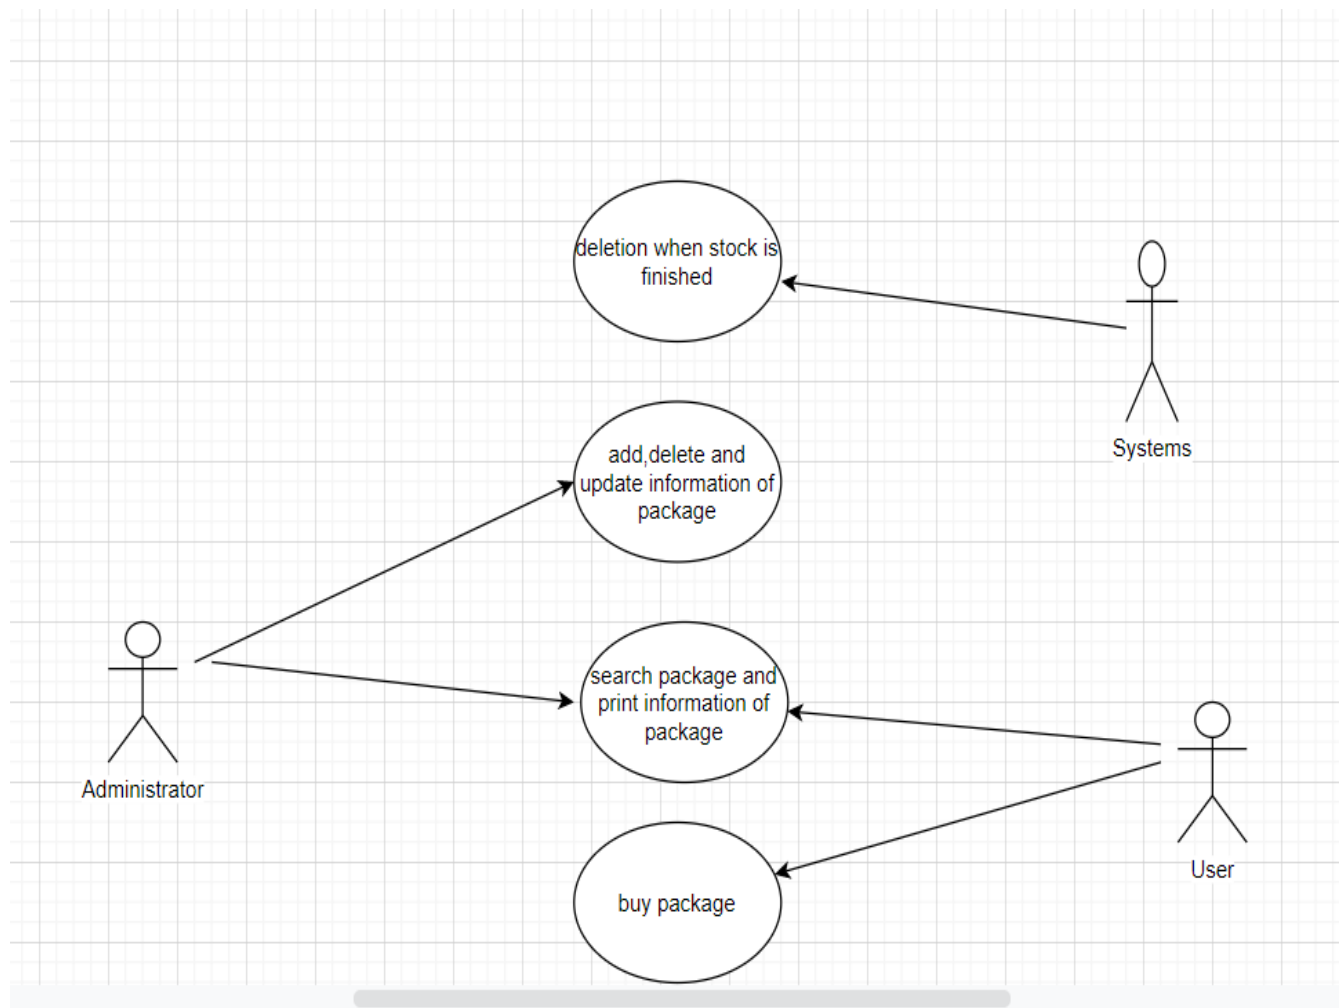 deletion when stock is
finished
Systems
add,delete and
update information of
package
search package and
print information of
package
Administrator
User
buy package